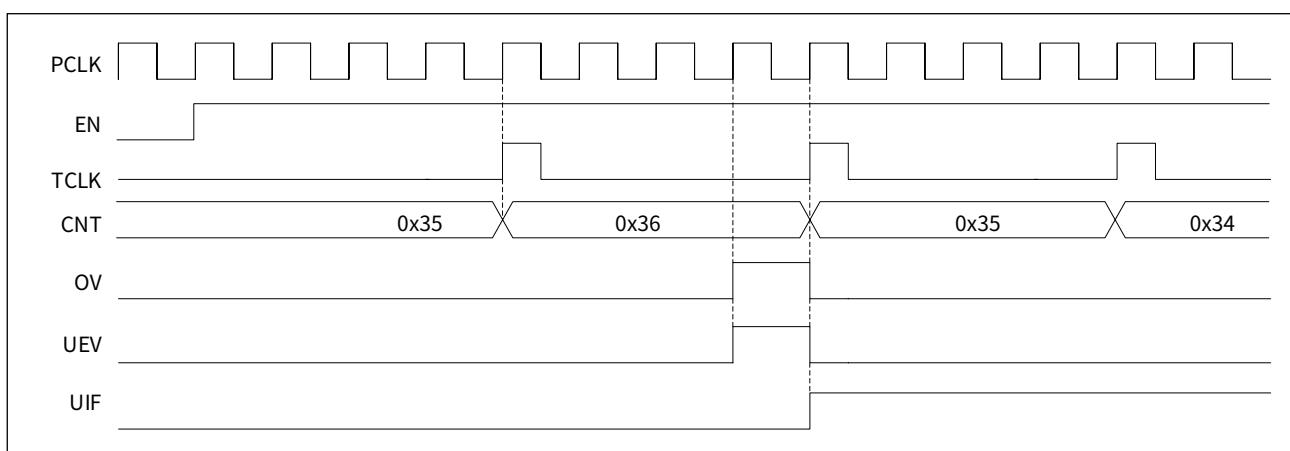 PCLK
EN
TCLK
CNT 0x35 0x36 0x35 0x34
OV
UEV
UIF